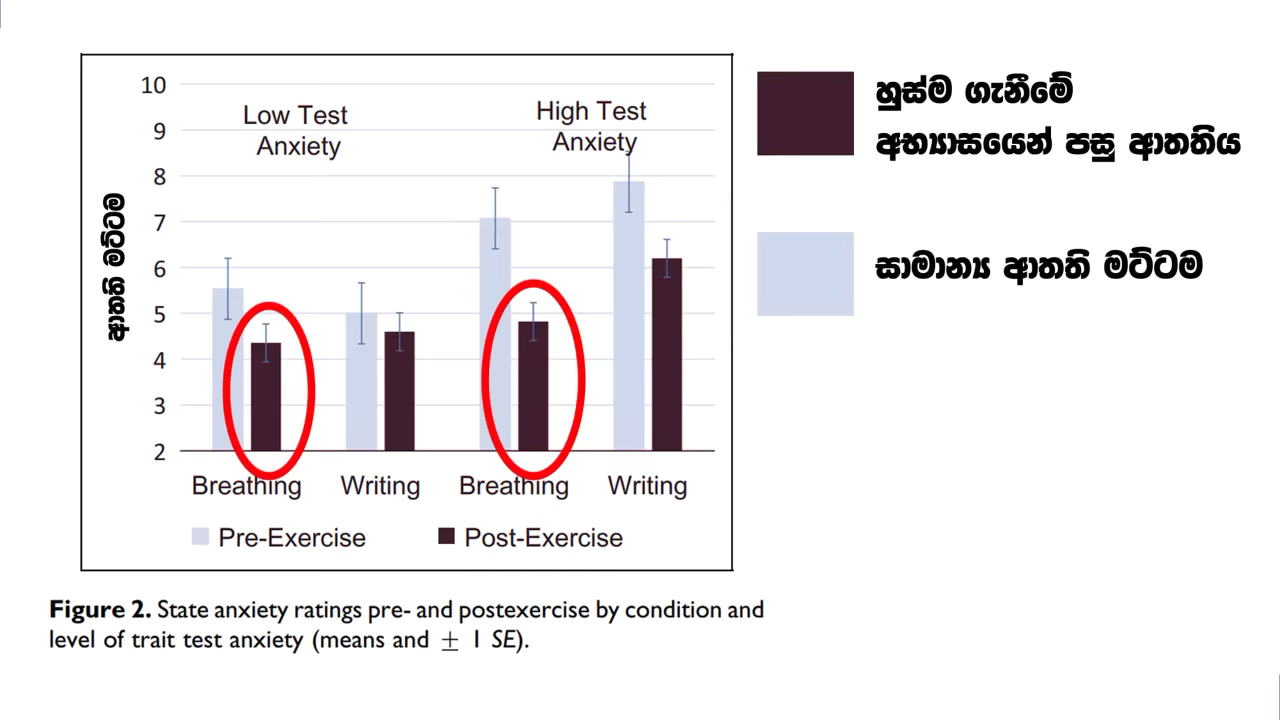 10
9
8
7
6
5
4
3
2
ආතති මට්ටම
Low Test
Anxiety
High Test
Anxiety
Breathing Writing Breathing Writing
Pre-Exercise Post-Exercise
හුස්ම ගැනීමේ
අභ්‍යාසයෙන් පසු ආතතිය
සාමාන්‍ය ආතති මට්ටම
Figure 2. State anxiety ratings pre- and postexercise by condition and
level of trait test anxiety (means and ± 1 SE).